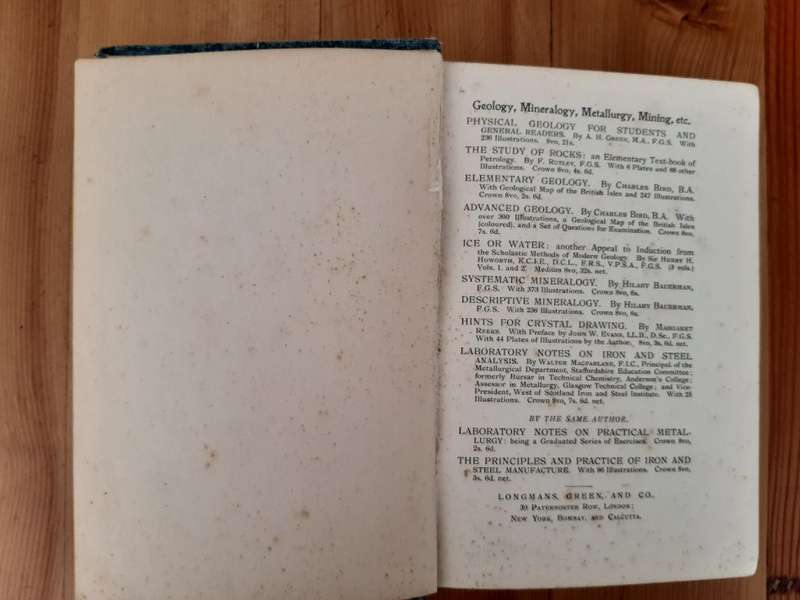 Geology, Mineralogy, Metallurgy, Mining, etc.
PHYSICAL GEOLOGY FOR STUDENTS AND
GENERAL READERS. By A. H. Green, M.A., F.G.S. With
236 Illustrations. 8vo, 21s.
THE STUDY OF ROCKS: an Elementary Text-book of
Petrology. By F. Rutley, F.G.S. With 6 Plates and 88 other
Illustrations. Crown 8vo, 4s. 6d.
ELEMENTARY GEOLOGY. By Charles Bird, B.A.
With Geological Map of the British Isles and 247 Illustrations.
Crown 8vo, 2s. 6d.
ADVANCED GEOLOGY. By Charles Bird, B.A. With
over 300 Illustrations, a Geological Map of the British Isles
(coloured), and a Set of Questions for Examination. Crown 8vo,
7s. 6d.
ICE OR WATER: another Appeal to Induction from
the Scholastic Methods of Modern Geology. By Sir Henry H.
Howorth, K.C.I.E., D.C.L., F.R.S., V.P.S.A., F.G.S. (3 vols.)
Vols. I. and 2. Medium 8vo, 32s. net.
SYSTEMATIC MINERALOGY. By Hilary Bauerman,
F.G.S. With 373 Illustrations. Crown 8vo, 6s.
DESCRIPTIVE MINERALOGY. By Hilary Bauerman,
F.G.S. With 236 Illustrations. Crown 8vo, 6s.
HINTS FOR CRYSTAL DRAWING. By Margaret
Reeks. With Preface by John W. Evans, LL.B., D.Sc., F.G.S.
With 44 Plates of Illustrations by the Author. 8vo, 3s. 6d. net.
LABORATORY NOTES ON IRON AND STEEL
ANALYSIS. By Walter Macfarlane, F.I.C., Principal of the
Metallurgical Department, Staffordshire Education Committee;
formerly Bursar in Technical Chemistry, Anderson's College;
Assessor in Metallurgy, Glasgow Technical College; and Vice-
President, West of Scotland Iron and Steel Institute. With 25
Illustrations. Crown 8vo, 7s. 6d. net.
BY THE SAME AUTHOR.
LABORATORY NOTES ON PRACTICAL METAL-
LURGY: being a Graduated Series of Exercises. Crown 8vo,
2s. 6d.
THE PRINCIPLES AND PRACTICE OF IRON AND
STEEL MANUFACTURE. With 96 Illustrations. Crown 8vo,
3s. 6d. net.
LONGMANS, GREEN, AND CO.,
39 Paternoster Row, London;
New York, Bombay, and Calcutta.